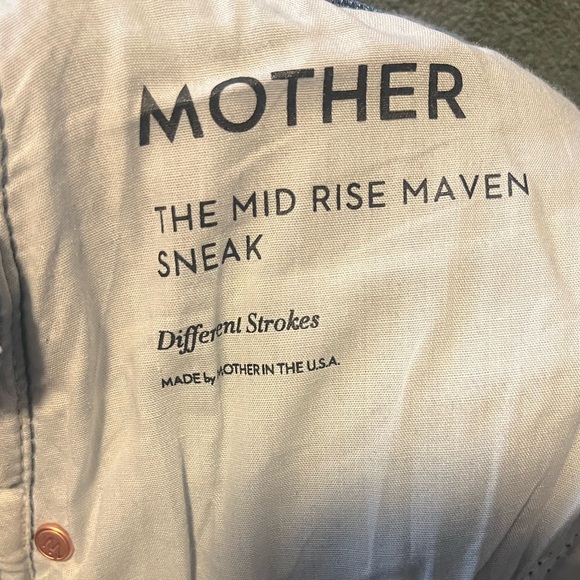 MOTHER
THE MID RISE MAVEN
SNEAK
Different Strokes
MADE by MOTHER IN THE U.S.A.